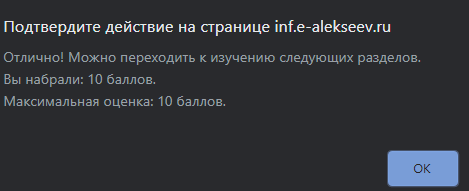 Подтвердите действие на странице inf.e-alekseev.ru
Отлично! Можно переходить к изучению следующих разделов.
Вы набрали: 10 баллов.
Максимальная оценка: 10 баллов.
ОК